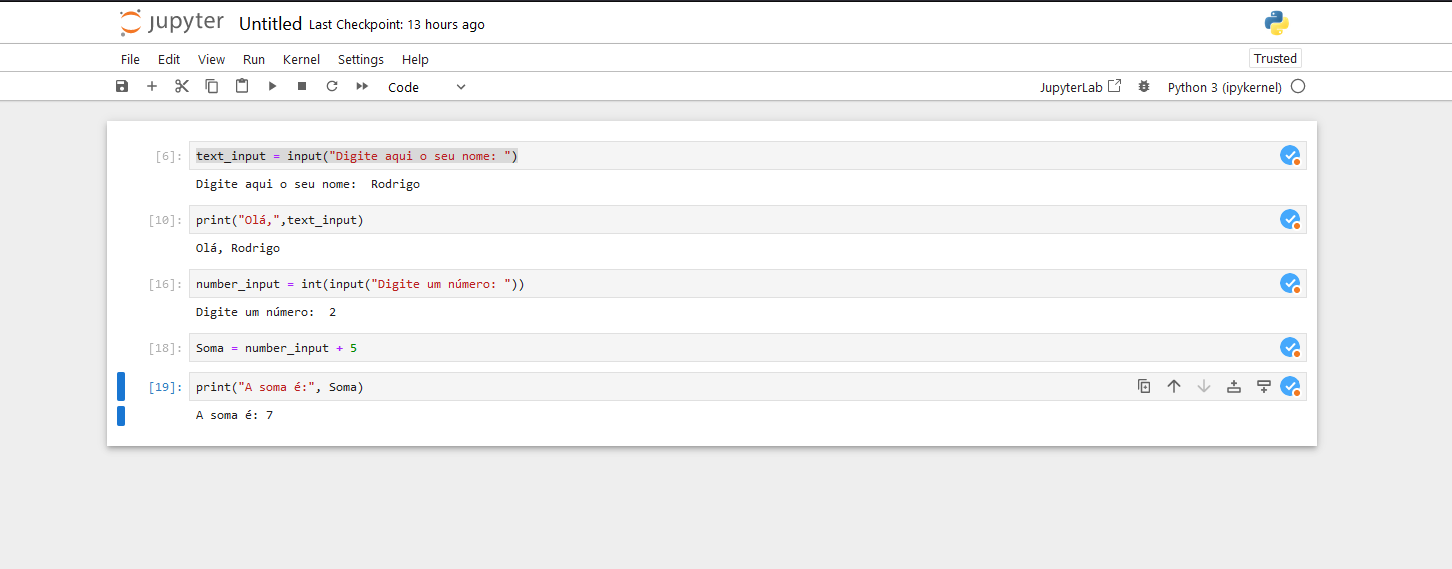 jupyter Untitled Last Checkpoint: 13 hours ago
File Edit View Run Kernel Settings Help Trusted
Code JupyterLab Python 3 (ipykernel)
[6]: text_input = input("Digite aqui o seu nome: ")
Digite aqui o seu nome:  Rodrigo
[10]: print("Olá,",text_input)
Olá, Rodrigo
[16]: number_input = int(input("Digite um número: "))
Digite um número:  2
[18]: Soma = number_input + 5
[19]: print("A soma é:", Soma)
A soma é: 7